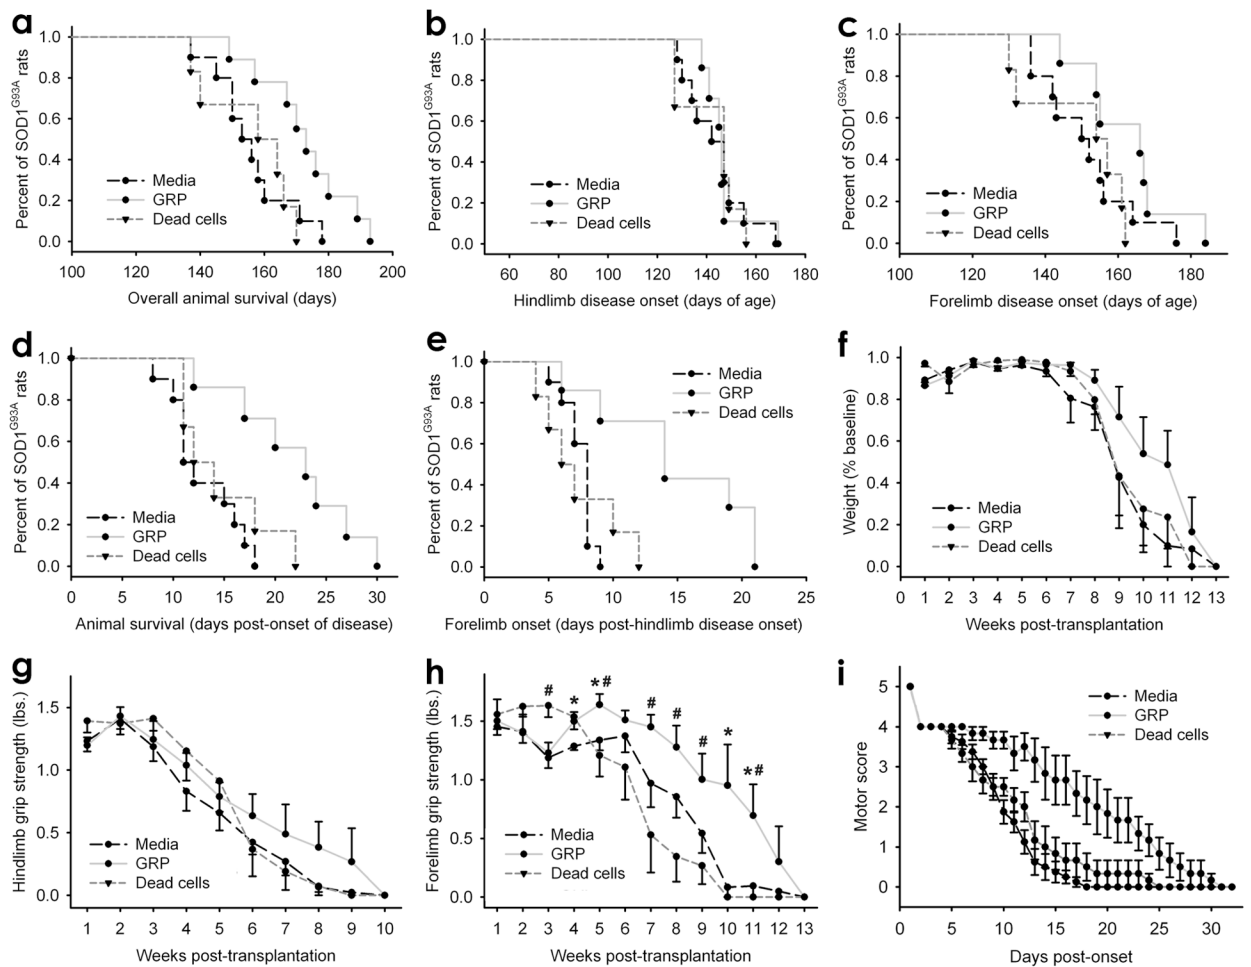 a
Percent of SOD1G93A rats
1.0
0.8
0.6
0.4
0.2
0.0
Media
GRP
Dead cells
100 120 140 160 180 200
Overall animal survival (days)
b
Percent of SOD1G93A rats
1.0
0.8
0.6
0.4
0.2
0.0
Media
GRP
Dead cells
60 80 100 120 140 160 180
Hindlimb disease onset (days of age)
c
Percent of SOD1G93A rats
1.0
0.8
0.6
0.4
0.2
0.0
Media
GRP
Dead cells
100 120 140 160 180
Forelimb disease onset (days of age)
d
Percent of SOD1G93A rats
1.0
0.8
0.6
0.4
0.2
0.0
Media
GRP
Dead cells
0 5 10 15 20 25 30
Animal survival (days post-onset of disease)
e
Percent of SOD1G93A rats
1.0
0.8
0.6
0.4
0.2
0.0
Media
GRP
Dead cells
0 5 10 15 20 25
Forelimb onset (days post-hindlimb disease onset)
f
Weight (% baseline)
1.0
0.8
0.6
0.4
0.2
0.0
Media
GRP
Dead cells
0 1 2 3 4 5 6 7 8 9 10 11 12 13
Weeks post-transplantation
g
Hindlimb grip strength (lbs.)
1.5
1.0
0.5
0.0
Media
GRP
Dead cells
1 2 3 4 5 6 7 8 9 10
Weeks post-transplantation
h
Forelimb grip strength (lbs.)
1.5
1.0
0.5
0.0
# * *# # # # * *#
Media
GRP
Dead cells
1 2 3 4 5 6 7 8 9 10 11 12 13
Weeks post-transplantation
i
Motor score
5
4
3
2
1
0
Media
GRP
Dead cells
0 5 10 15 20 25 30
Days post-onset